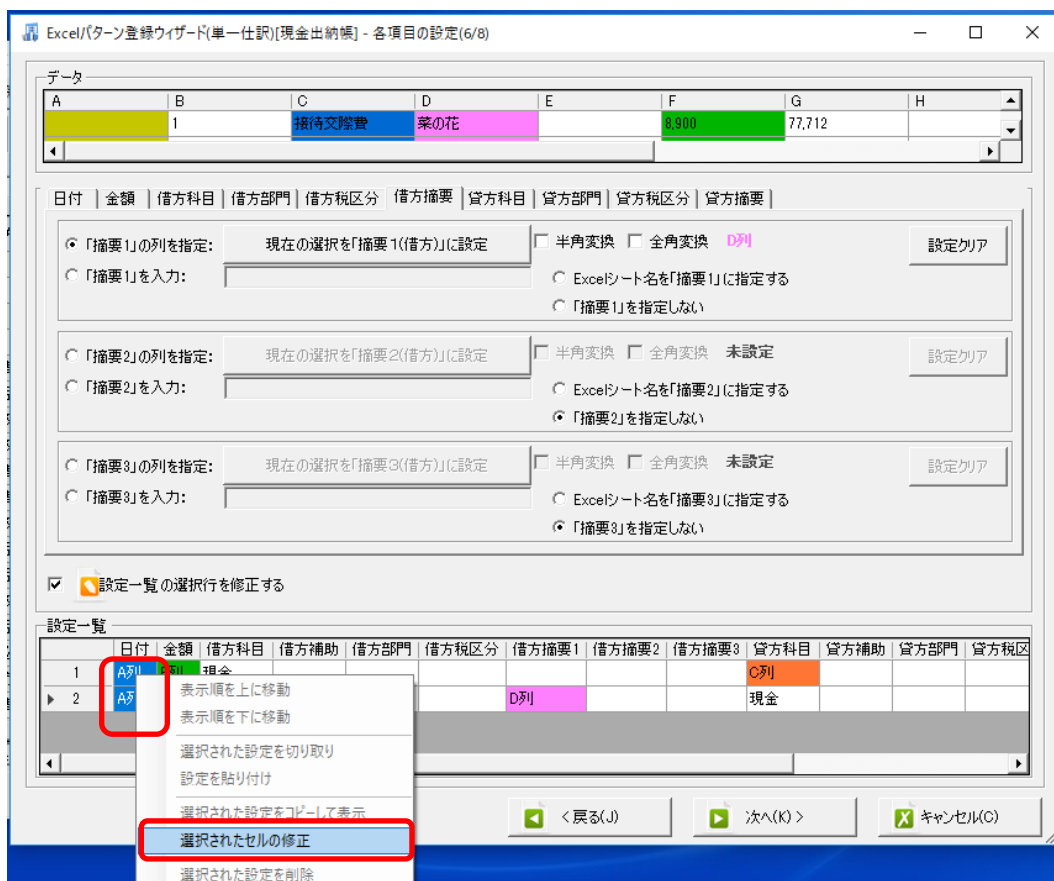 Excelパターン登録ウィザード(単一仕訳)[現金出納帳] - 各項目の設定(6/8)
データ
A B C D E F G H
1 接待交際費 菜の花 8,900 77,712
日付 金額 借方科目 借方部門 借方税区分 借方摘要 貸方科目 貸方部門 貸方税区分 貸方摘要
「摘要1」の列を指定: 現在の選択を「摘要1(借方)」に設定 半角変換 全角変換 D列 設定クリア
「摘要1」を入力: Excelシート名を「摘要1」に指定する
「摘要1」を指定しない
「摘要2」の列を指定: 現在の選択を「摘要2(借方)」に設定 半角変換 全角変換 未設定 設定クリア
「摘要2」を入力: Excelシート名を「摘要2」に指定する
「摘要2」を指定しない
「摘要3」の列を指定: 現在の選択を「摘要3(借方)」に設定 半角変換 全角変換 未設定 設定クリア
「摘要3」を入力: Excelシート名を「摘要3」に指定する
「摘要3」を指定しない
設定一覧の選択行を修正する
設定一覧
日付 金額 借方科目 借方補助 借方部門 借方税区分 借方摘要1 借方摘要2 借方摘要3 貸方科目 貸方補助 貸方部門 貸方税区
1 A列 現金 C列
2 A列 D列 現金
表示順を上に移動
表示順を下に移動
選択された設定を切り取り
設定を貼り付け
選択された設定をコピーして表示
選択されたセルの修正
選択された設定を削除
<戻る(J) 次へ(K) > キャンセル(C)